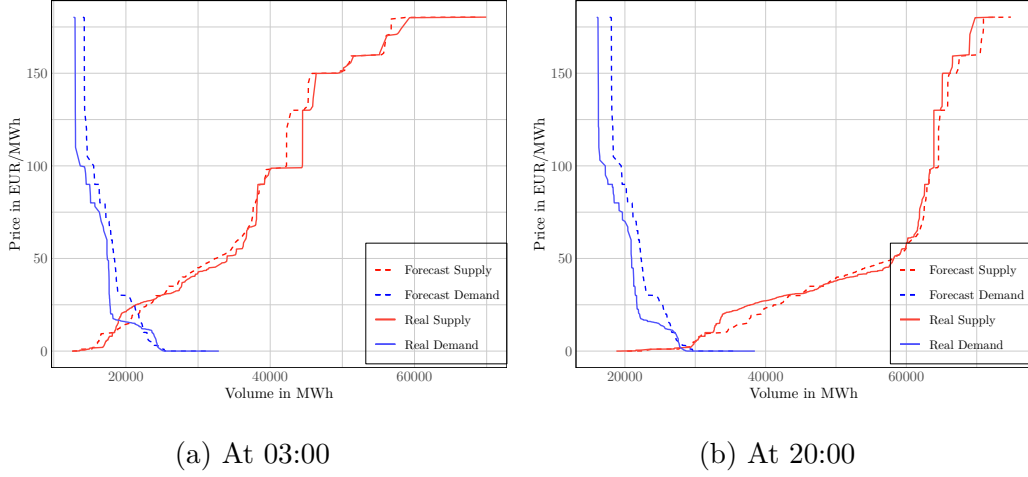 150
100
50
0
Price in EUR/MWh
20000
40000
60000
Volume in MWh
Forecast Supply
Forecast Demand
Real Supply
Real Demand
(a) At 03:00
150
100
50
0
Price in EUR/MWh
20000
40000
60000
Volume in MWh
Forecast Supply
Forecast Demand
Real Supply
Real Demand
(b) At 20:00